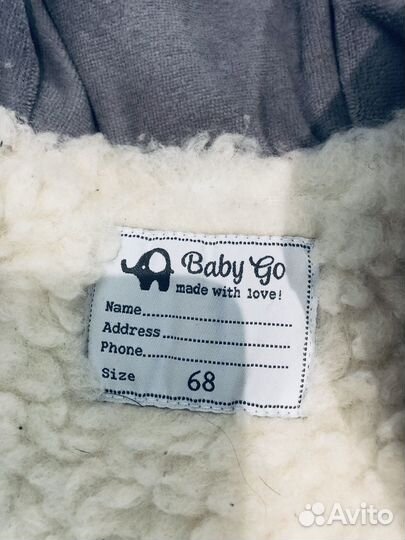 Baby Go
made with love!
Name
Address
Phone
Size 68
Avito